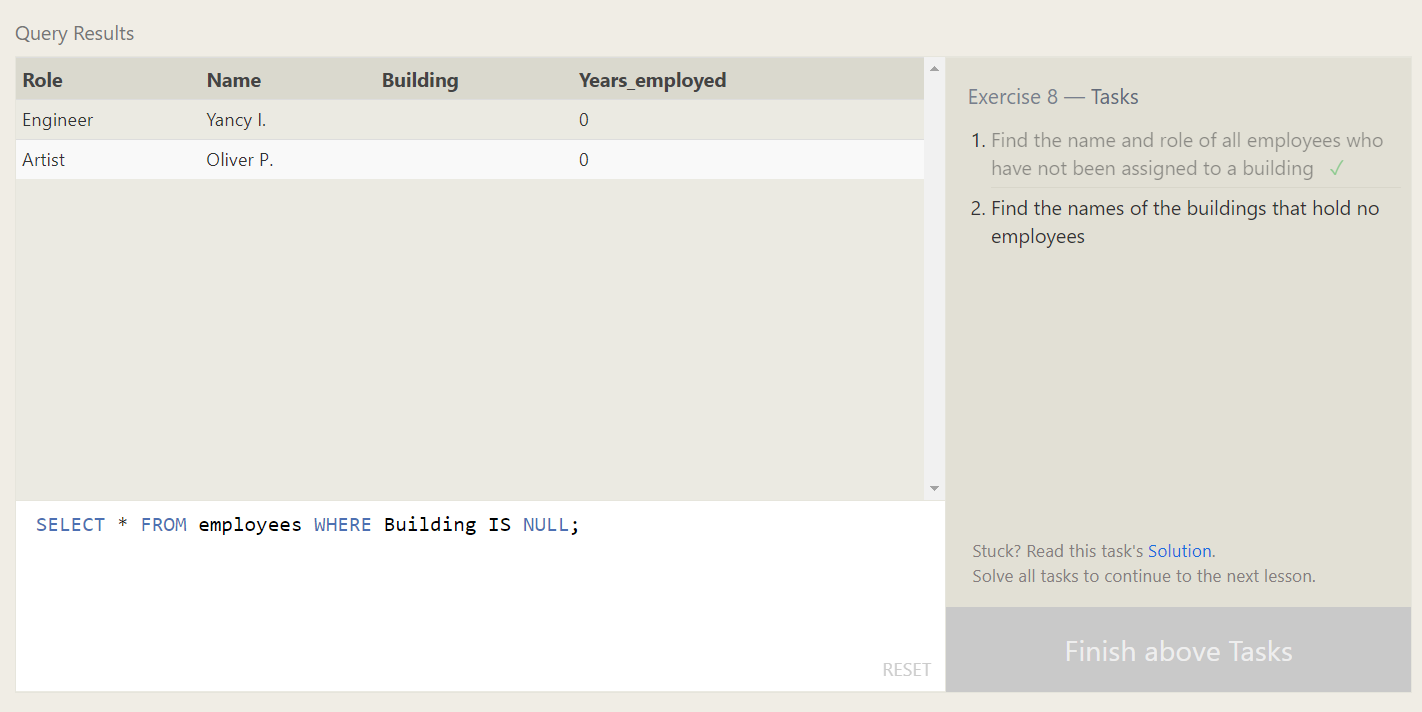 Query Results
Role Name Building Years_employed
Engineer Yancy I. 0
Artist Oliver P. 0
SELECT * FROM employees WHERE Building IS NULL;
RESET
Exercise 8 — Tasks
1. Find the name and role of all employees who
have not been assigned to a building ✓
2. Find the names of the buildings that hold no
employees
Stuck? Read this task's Solution.
Solve all tasks to continue to the next lesson.
Finish above Tasks